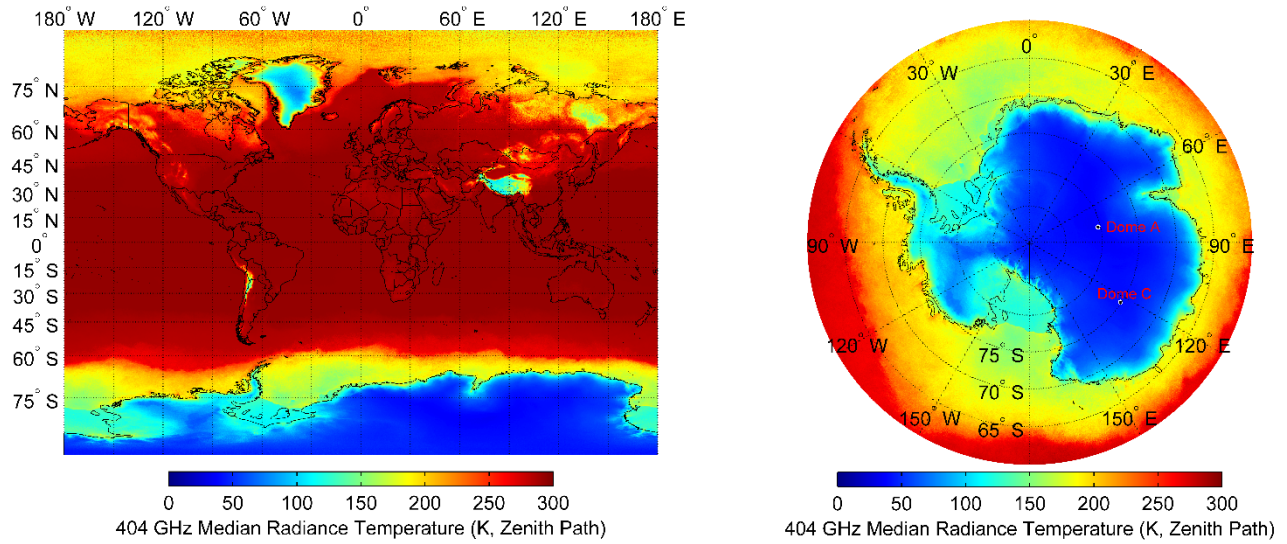 180° W 120° W 60° W 0° 60° E 120° E 180° E
75° N
60° N
45° N
30° N
15° N
0°
15° S
30° S
45° S
60° S
75° S
0 50 100 150 200 250 300
404 GHz Median Radiance Temperature (K, Zenith Path)
0°
30° W 30° E
60° E
90° W 90° E
Dome A
Dome C
120° W 120° E
75° S
70° S
150° W 150° E
65° S
0 50 100 150 200 250 300
404 GHz Median Radiance Temperature (K, Zenith Path)